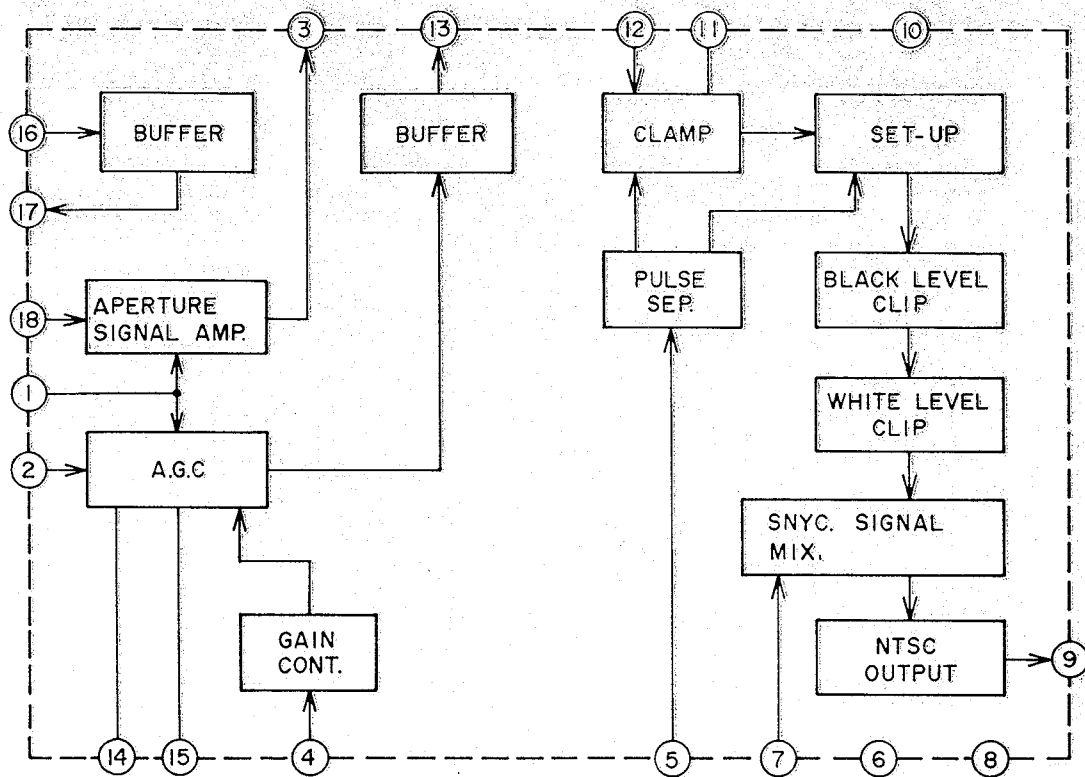 3
13
12
11
10
16
BUFFER
BUFFER
CLAMP
SET-UP
17
18
APERTURE
SIGNAL AMP.
PULSE
SEP.
BLACK LEVEL
CLIP
1
WHITE LEVEL
CLIP
2
A.G.C
SNYC. SIGNAL
MIX.
GAIN
CONT.
NTSC
OUTPUT
9
14
15
4
5
7
6
8